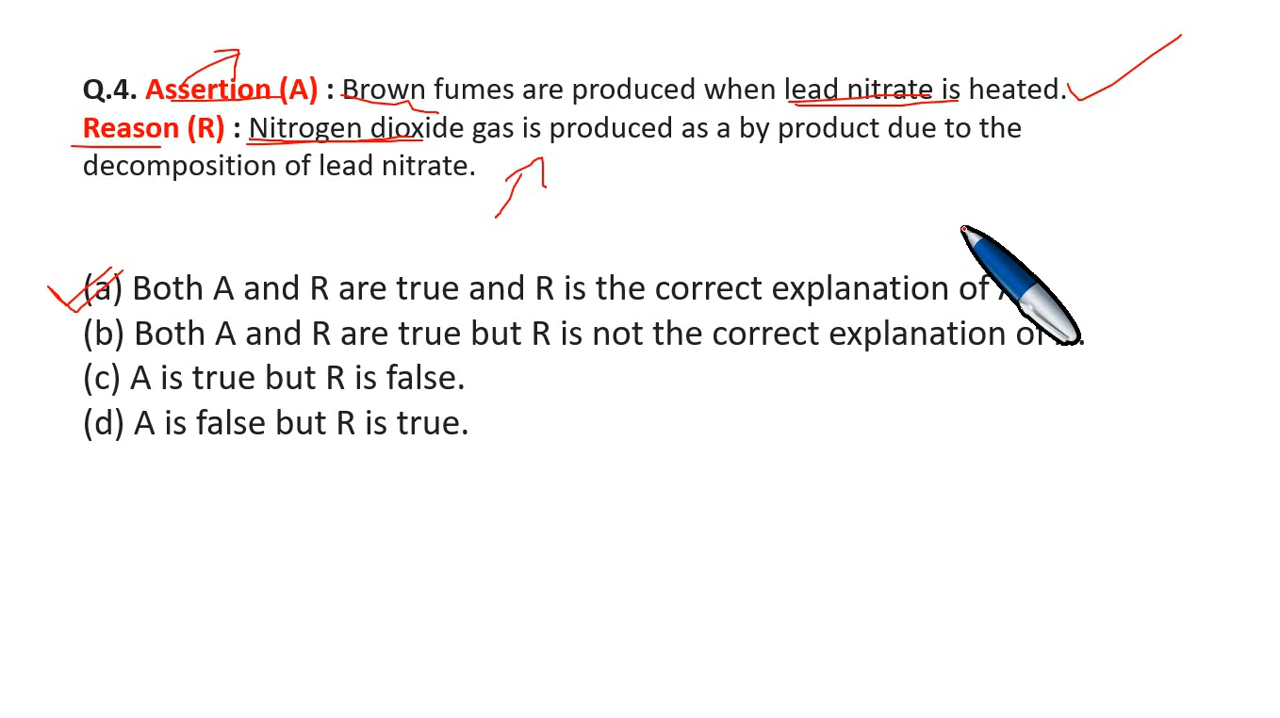 Q.4. Assertion (A) : Brown fumes are produced when lead nitrate is heated.
Reason (R) : Nitrogen dioxide gas is produced as a by product due to the
decomposition of lead nitrate.
(a) Both A and R are true and R is the correct explanation of
(b) Both A and R are true but R is not the correct explanation of
(c) A is true but R is false.
(d) A is false but R is true.